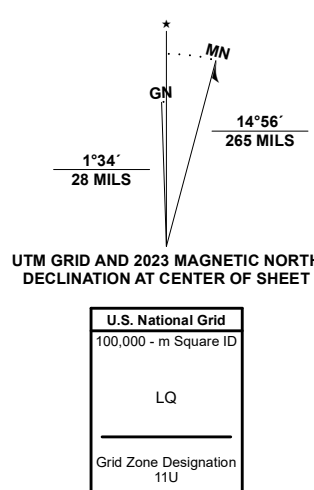 ★
MN
GN
14°56´
265 MILS
1°34´
28 MILS
UTM GRID AND 2023 MAGNETIC NORTH
DECLINATION AT CENTER OF SHEET
U.S. National Grid
100,000 - m Square ID
LQ
Grid Zone Designation
11U